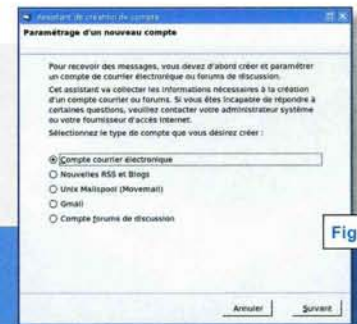 Assistant de création de compte
Paramétrage d'un nouveau compte
Pour recevoir des messages, vous devez d'abord créer et paramétrer
un compte de courrier électronique ou forums de discussion.
Cet assistant va collecter les informations nécessaires à la création
d'un compte courrier ou forums. Si vous êtes incapable de répondre à
certaines questions, veuillez contacter votre administrateur système
ou votre fournisseur d'accès Internet.
Sélectionnez le type de compte que vous désirez créer :
Compte courrier électronique
Nouvelles RSS et Blogs
Unix Mailspool (Movemail)
Gmail
Compte forums de discussion
Fig
Annuler
Suivant